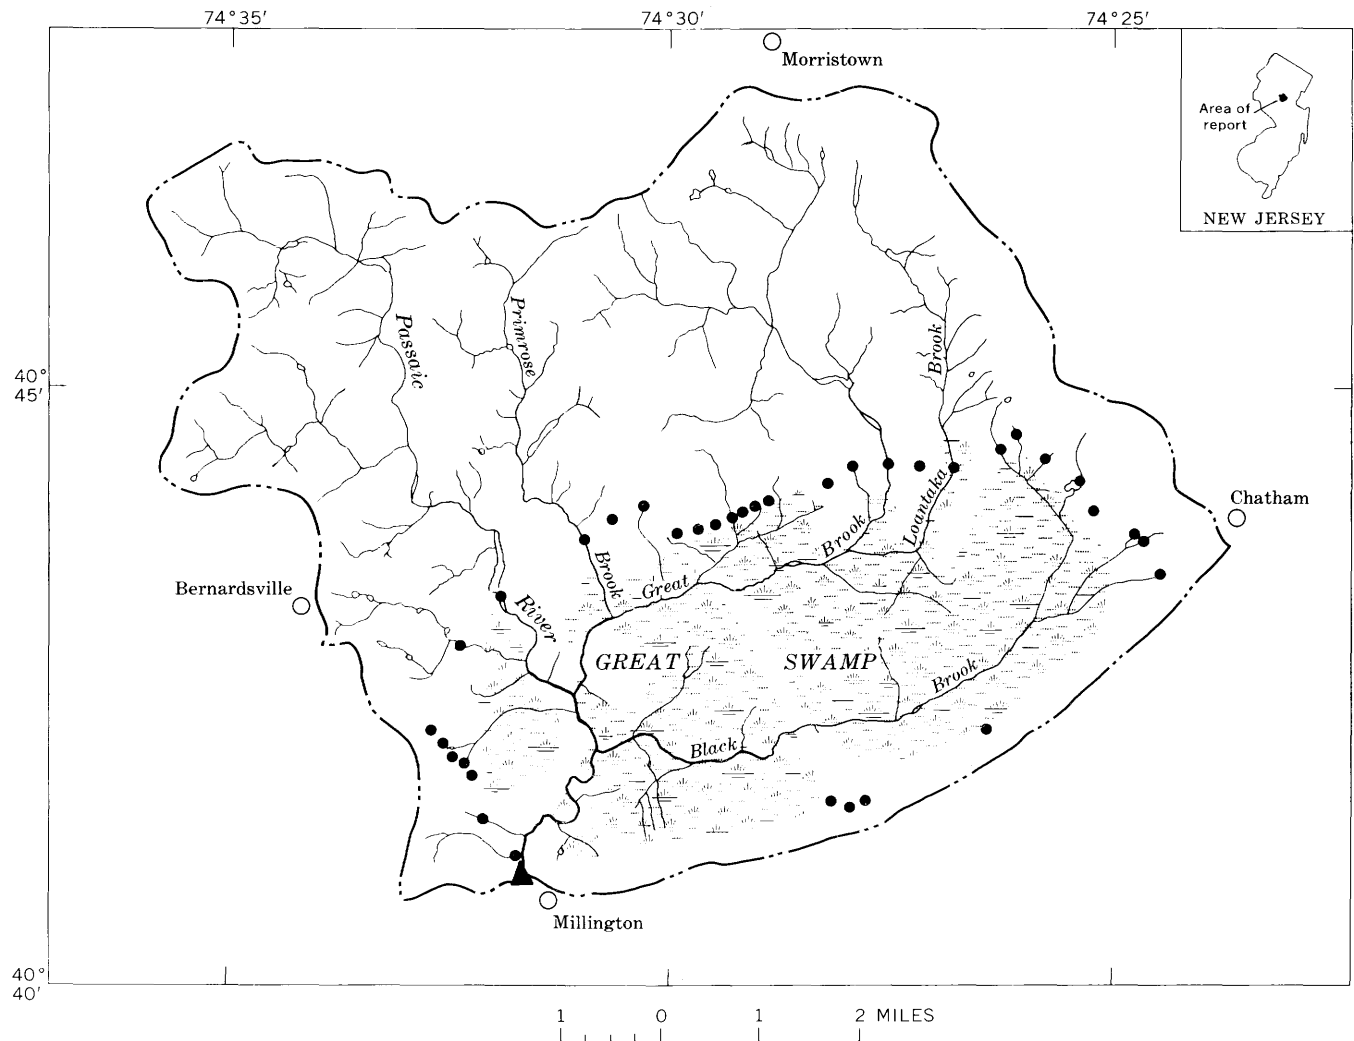 74°35′
74°30′
74°25′
Morristown
Area of
report
NEW JERSEY
40°
45′
Passaic
Primrose
Brook
Loantaka
Chatham
Brook
Great
Brook
Bernardsville
River
GREAT SWAMP
Brook
Black
Millington
40°
40′
1 0 1 2 MILES